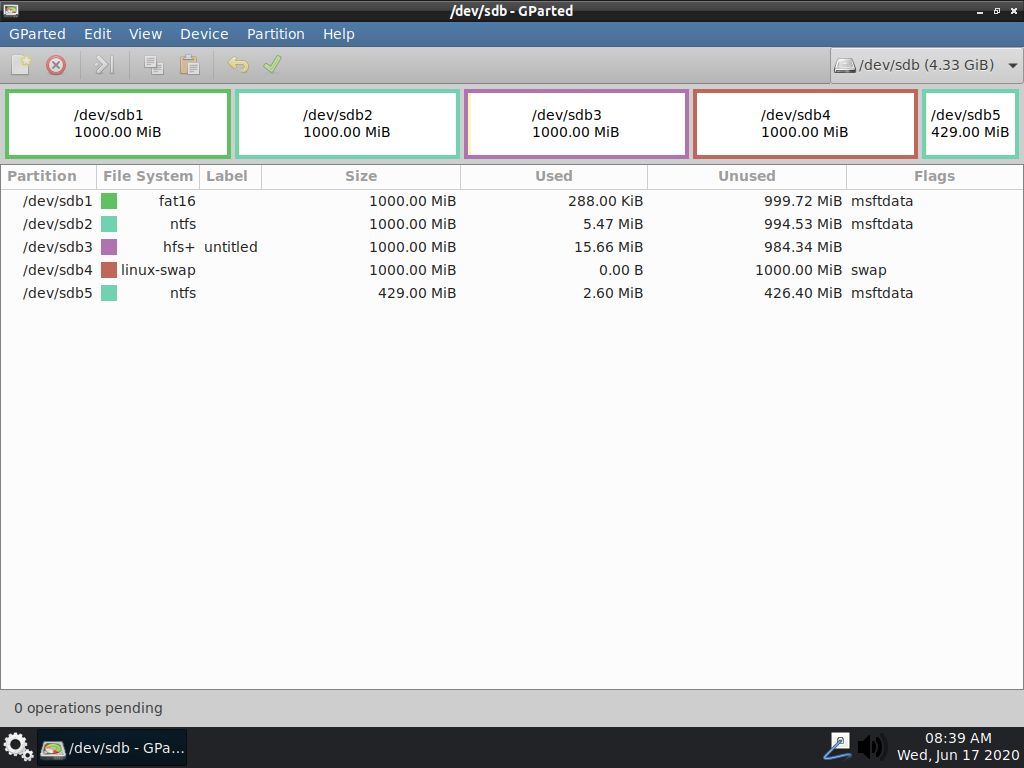 /dev/sdb - GParted
GParted Edit View Device Partition Help
/dev/sdb (4.33 GiB)
/dev/sdb1
1000.00 MiB
/dev/sdb2
1000.00 MiB
/dev/sdb3
1000.00 MiB
/dev/sdb4
1000.00 MiB
/dev/sdb5
429.00 MiB
Partition File System Label Size Used Unused Flags
/dev/sdb1 fat16 1000.00 MiB 288.00 KiB 999.72 MiB msftdata
/dev/sdb2 ntfs 1000.00 MiB 5.47 MiB 994.53 MiB msftdata
/dev/sdb3 hfs+ untitled 1000.00 MiB 15.66 MiB 984.34 MiB
/dev/sdb4 linux-swap 1000.00 MiB 0.00 B 1000.00 MiB swap
/dev/sdb5 ntfs 429.00 MiB 2.60 MiB 426.40 MiB msftdata
0 operations pending
/dev/sdb - GPa...
08:39 AM
Wed, Jun 17 2020